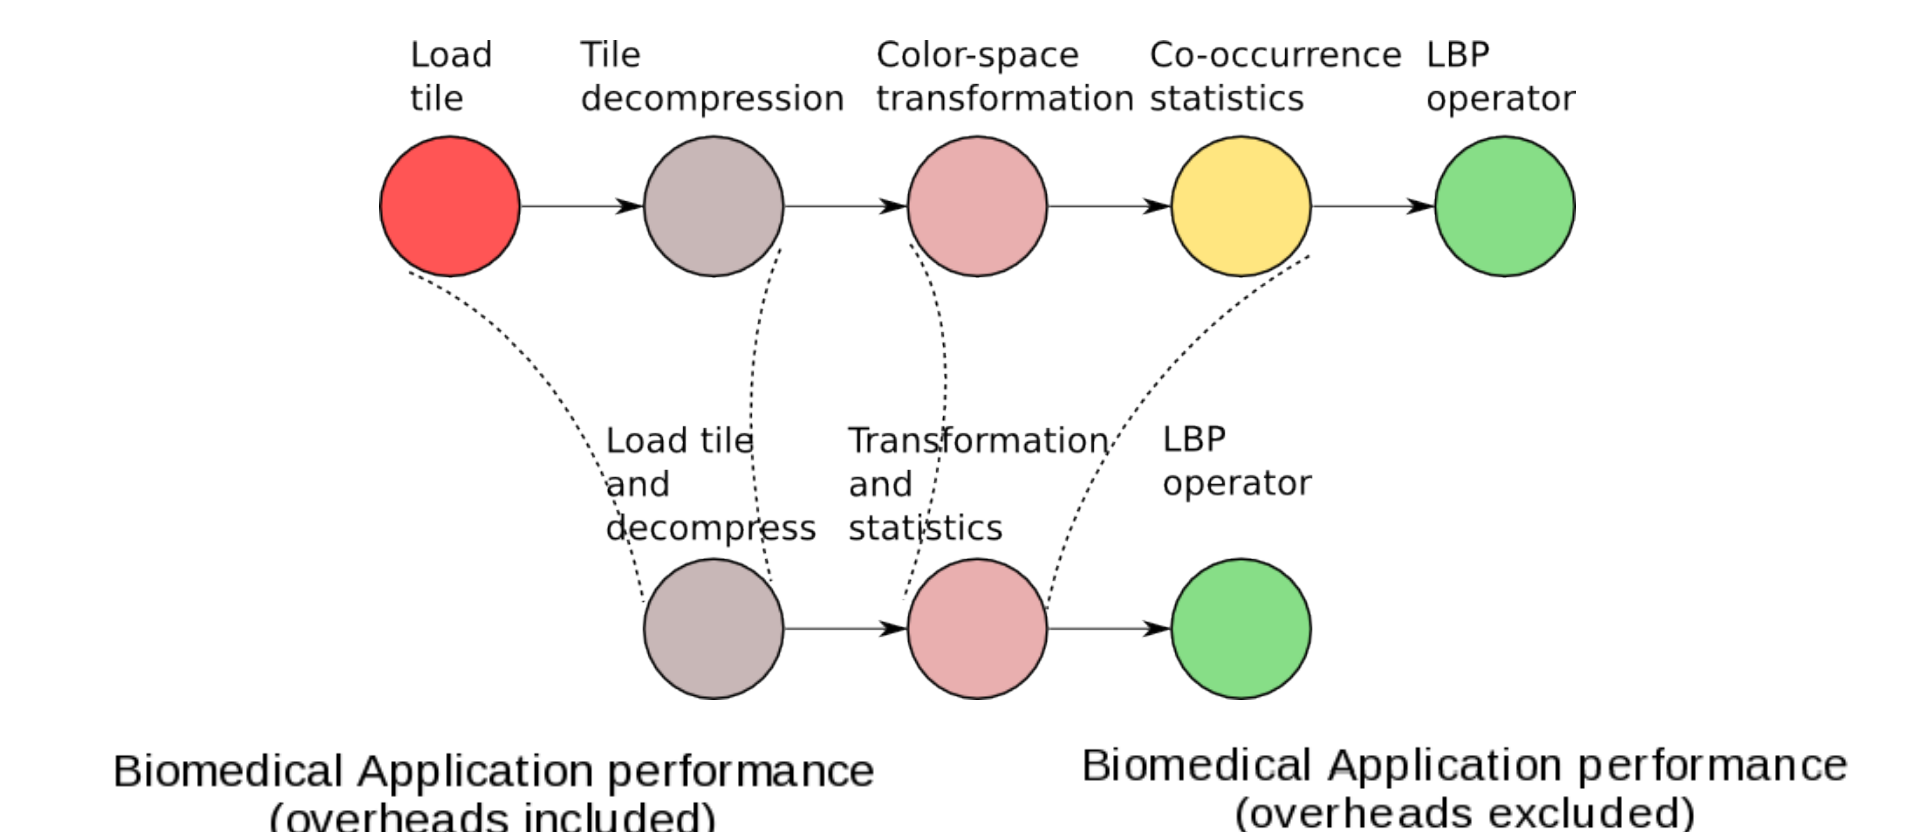 Load
tile
Tile
decompression
Color-space
transformation
Co-occurrence
statistics
LBP
operator
Load tile
and
decompress
Transformation
and
statistics
LBP
operator
Biomedical Application performance
(overheads included)
Biomedical Application performance
(overheads excluded)